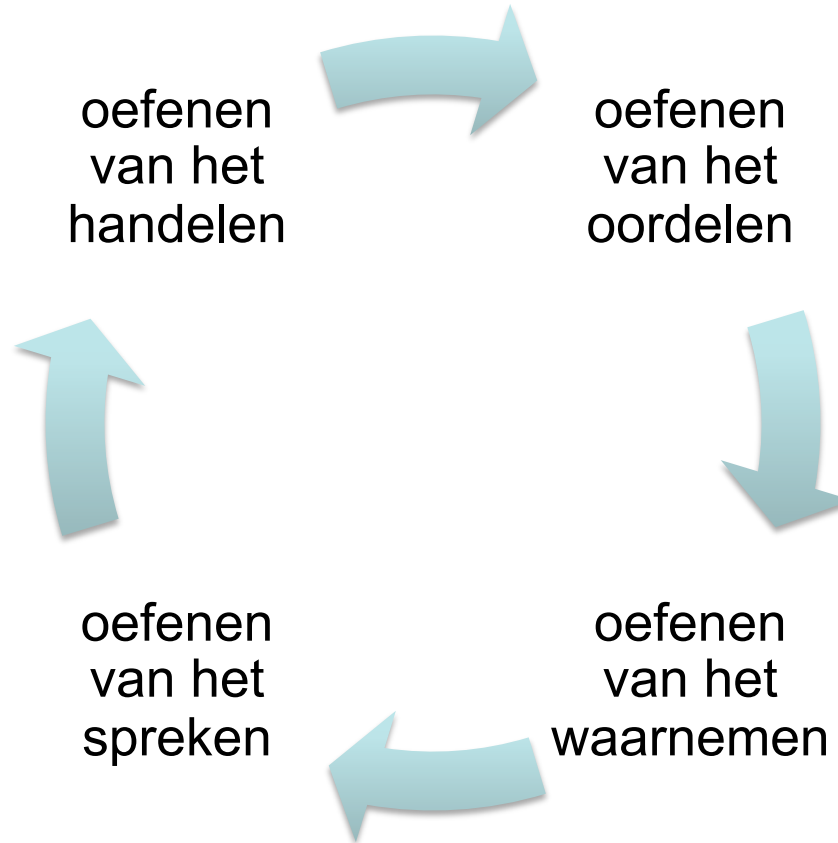 oefenen
van het
handelen
oefenen
van het
oordelen
oefenen
van het
spreken
oefenen
van het
waarnemen